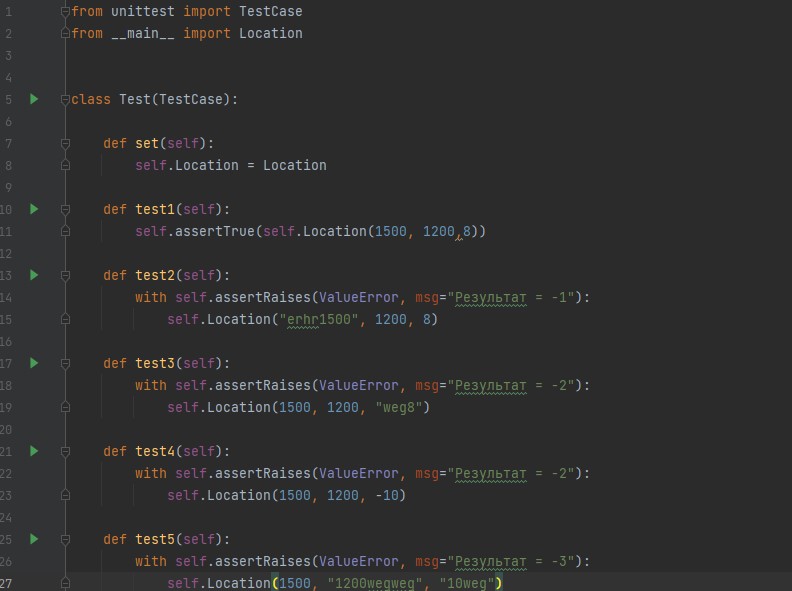 1 from unittest import TestCase
2 from __main__ import Location
3
4
5 class Test(TestCase):
6
7     def set(self):
8         self.Location = Location
9
10     def test1(self):
11         self.assertTrue(self.Location(1500, 1200,8))
12
13     def test2(self):
14         with self.assertRaises(ValueError, msg="Результат = -1"):
15             self.Location("erhr1500", 1200, 8)
16
17     def test3(self):
18         with self.assertRaises(ValueError, msg="Результат = -2"):
19             self.Location(1500, 1200, "weg8")
20
21     def test4(self):
22         with self.assertRaises(ValueError, msg="Результат = -2"):
23             self.Location(1500, 1200, -10)
24
25     def test5(self):
26         with self.assertRaises(ValueError, msg="Результат = -3"):
27             self.Location(1500, "1200wegweg", "10weg")